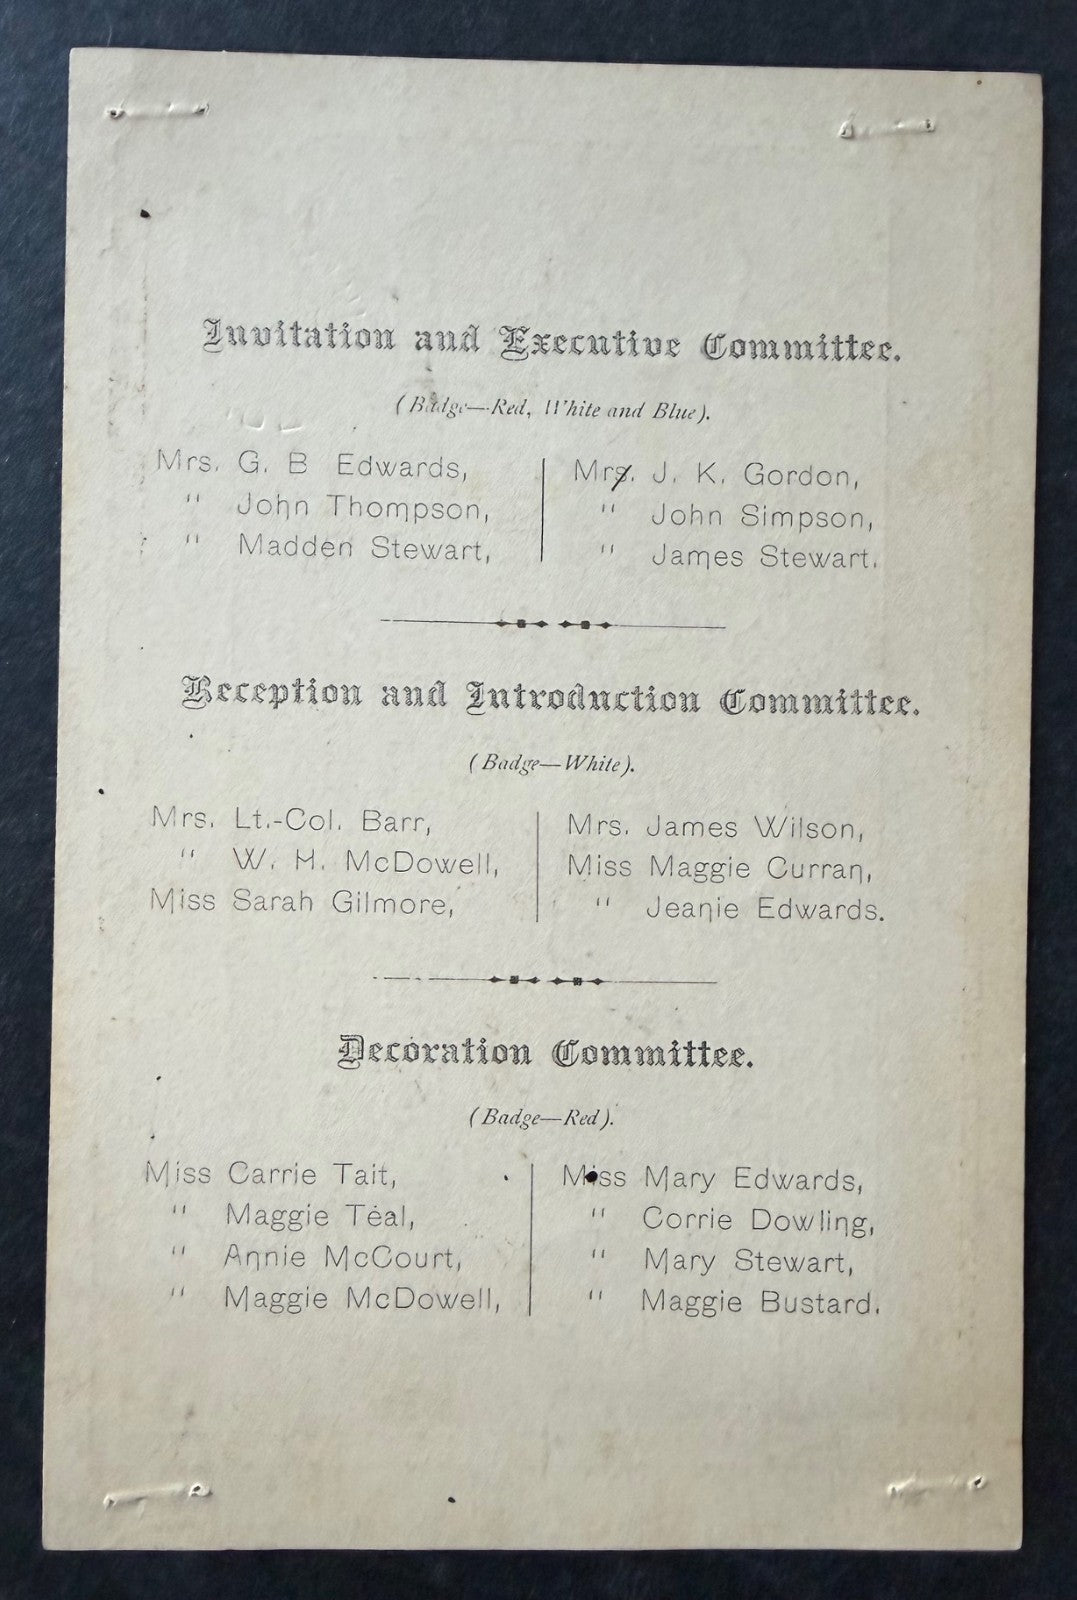 Invitation and Executive Committee.
(Badge—Red, White and Blue).
Mrs. G. B Edwards,
" John Thompson,
" Madden Stewart,
Mrs. J. K. Gordon,
" John Simpson,
" James Stewart.
Reception and Introduction Committee.
(Badge—White).
Mrs. Lt.-Col. Barr,
" W. H. McDowell,
Miss Sarah Gilmore,
Mrs. James Wilson,
Miss Maggie Curran,
" Jeanie Edwards.
Decoration Committee.
(Badge—Red).
Miss Carrie Tait,
" Maggie Teal,
" Annie McCourt,
" Maggie McDowell,
Miss Mary Edwards,
" Corrie Dowling,
" Mary Stewart,
" Maggie Bustard.